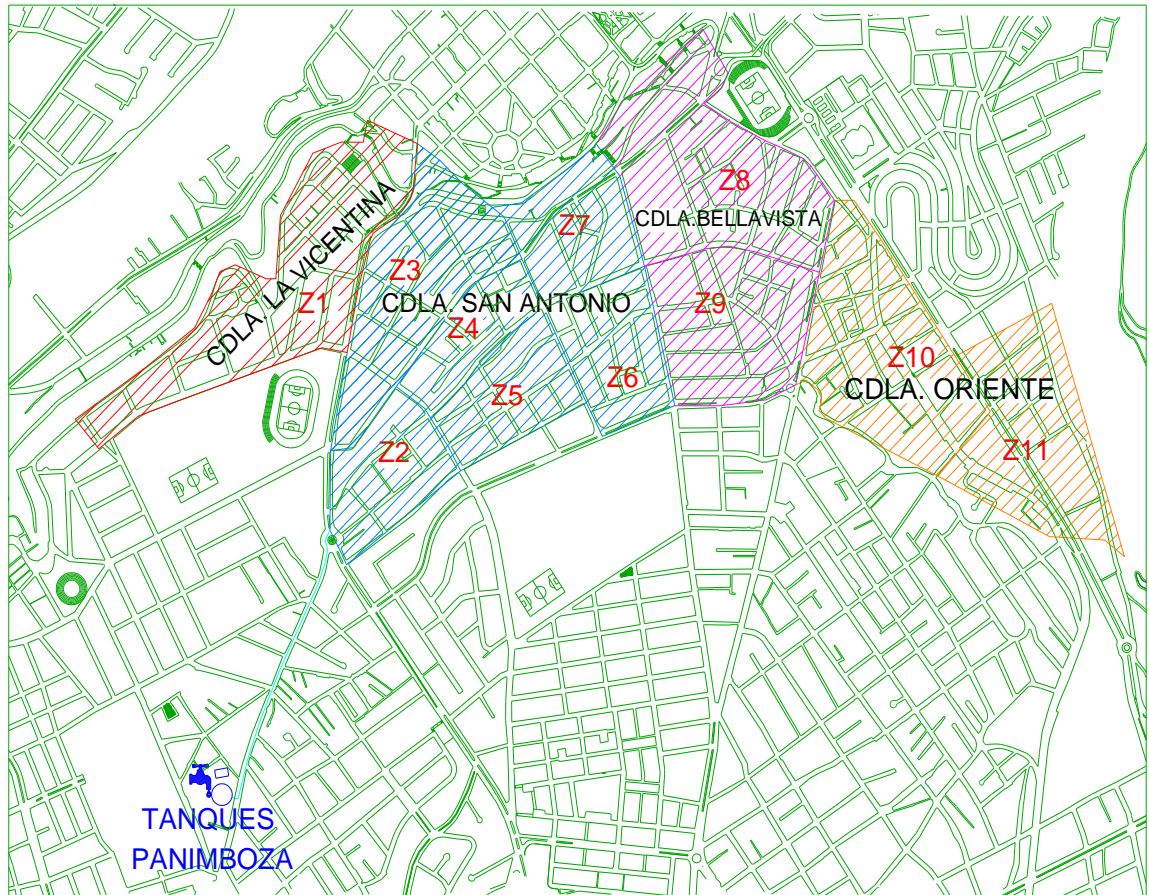 Z8
CDLA.BELLAVISTA
Z7
CDLA. LA VICENTINA
Z3
Z1
CDLA. SAN ANTONIO
Z9
Z4
Z10
Z6
CDLA. ORIENTE
Z5
Z2
Z11
TANQUES
PANIMBOZA